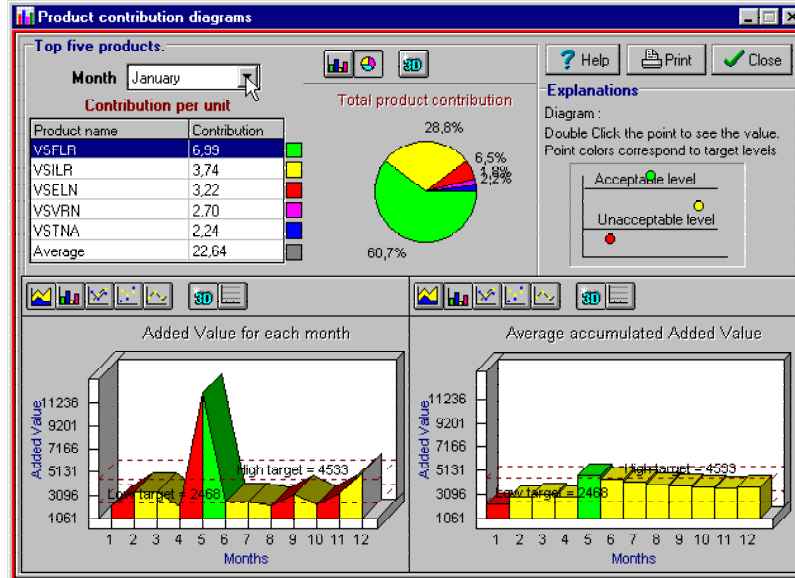 Product contribution diagrams
Top five products.
Month January
Contribution per unit
Product name Contribution
VSFLR 6,99
VSILR 3,74
VSELN 3,22
VSVRN 2.70
VSTNA 2,24
Average 22,64
3D
Total product contribution
28,8%
6,5%
2,2%
60,7%
? Help
Print
Close
Explanations
Diagram :
Double Click the point to see the value.
Point colors correspond to target levels
Acceptable level
Unacceptable level
3D
Added Value for each month
Added Value
11236
9201
7166
5131
3096
1061
High target = 4533
Low target = 2468
1 2 3 4 5 6 7 8 9 10 11 12
Months
3D
Average accumulated Added Value
Added Value
11236
9201
7166
5131
3096
1061
High target = 4533
Low target = 2468
1 2 3 4 5 6 7 8 9 10 11 12
Months